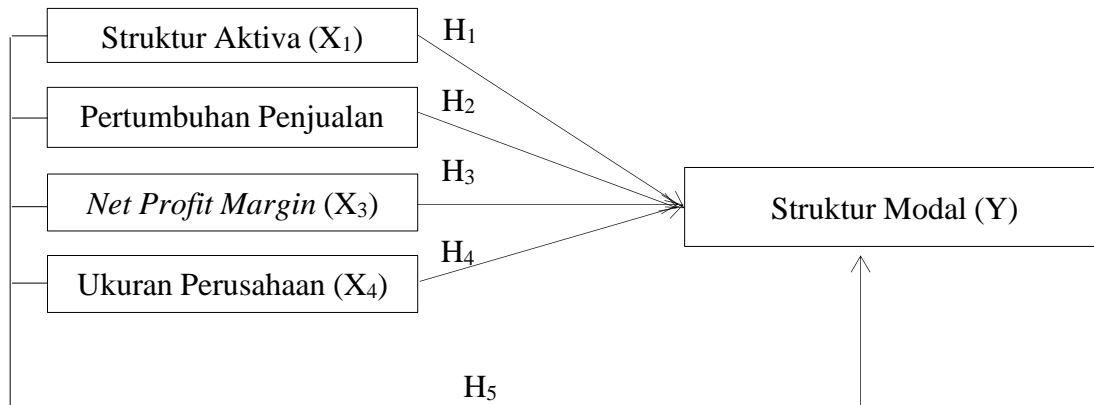 Struktur Aktiva (X₁)
H₁
Pertumbuhan Penjualan
H₂
Net Profit Margin (X₃)
H₃
Ukuran Perusahaan (X₄)
H₄
Struktur Modal (Y)
H₅